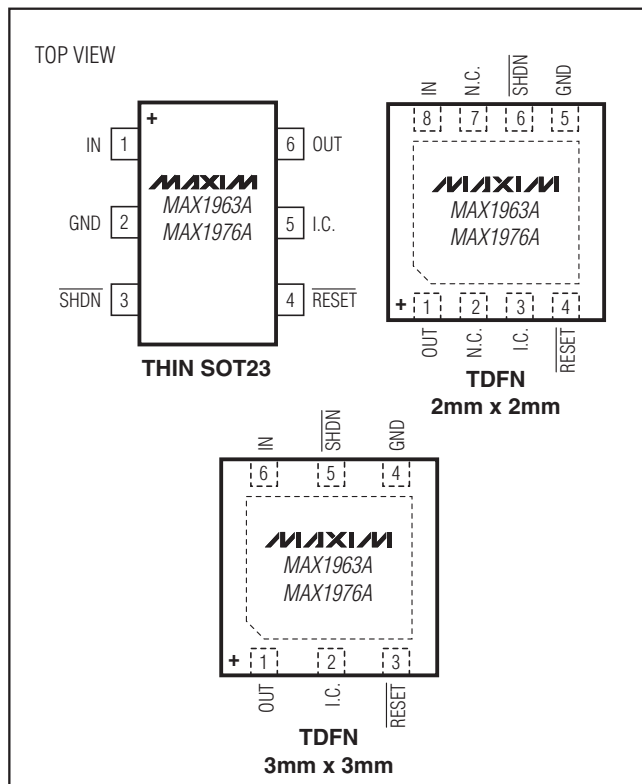 TOP VIEW
+
IN 1
6 OUT
MAXIM
MAX1963A
MAX1976A
GND 2
5 I.C.
SHDN 3
4 RESET
THIN SOT23
IN N.C. SHDN GND
8 7 6 5
MAXIM
MAX1963A
MAX1976A
+ 1 2 3 4
OUT N.C. I.C. RESET
TDFN
2mm x 2mm
IN SHDN GND
6 5 4
MAXIM
MAX1963A
MAX1976A
+ 1 2 3
OUT I.C. RESET
TDFN
3mm x 3mm